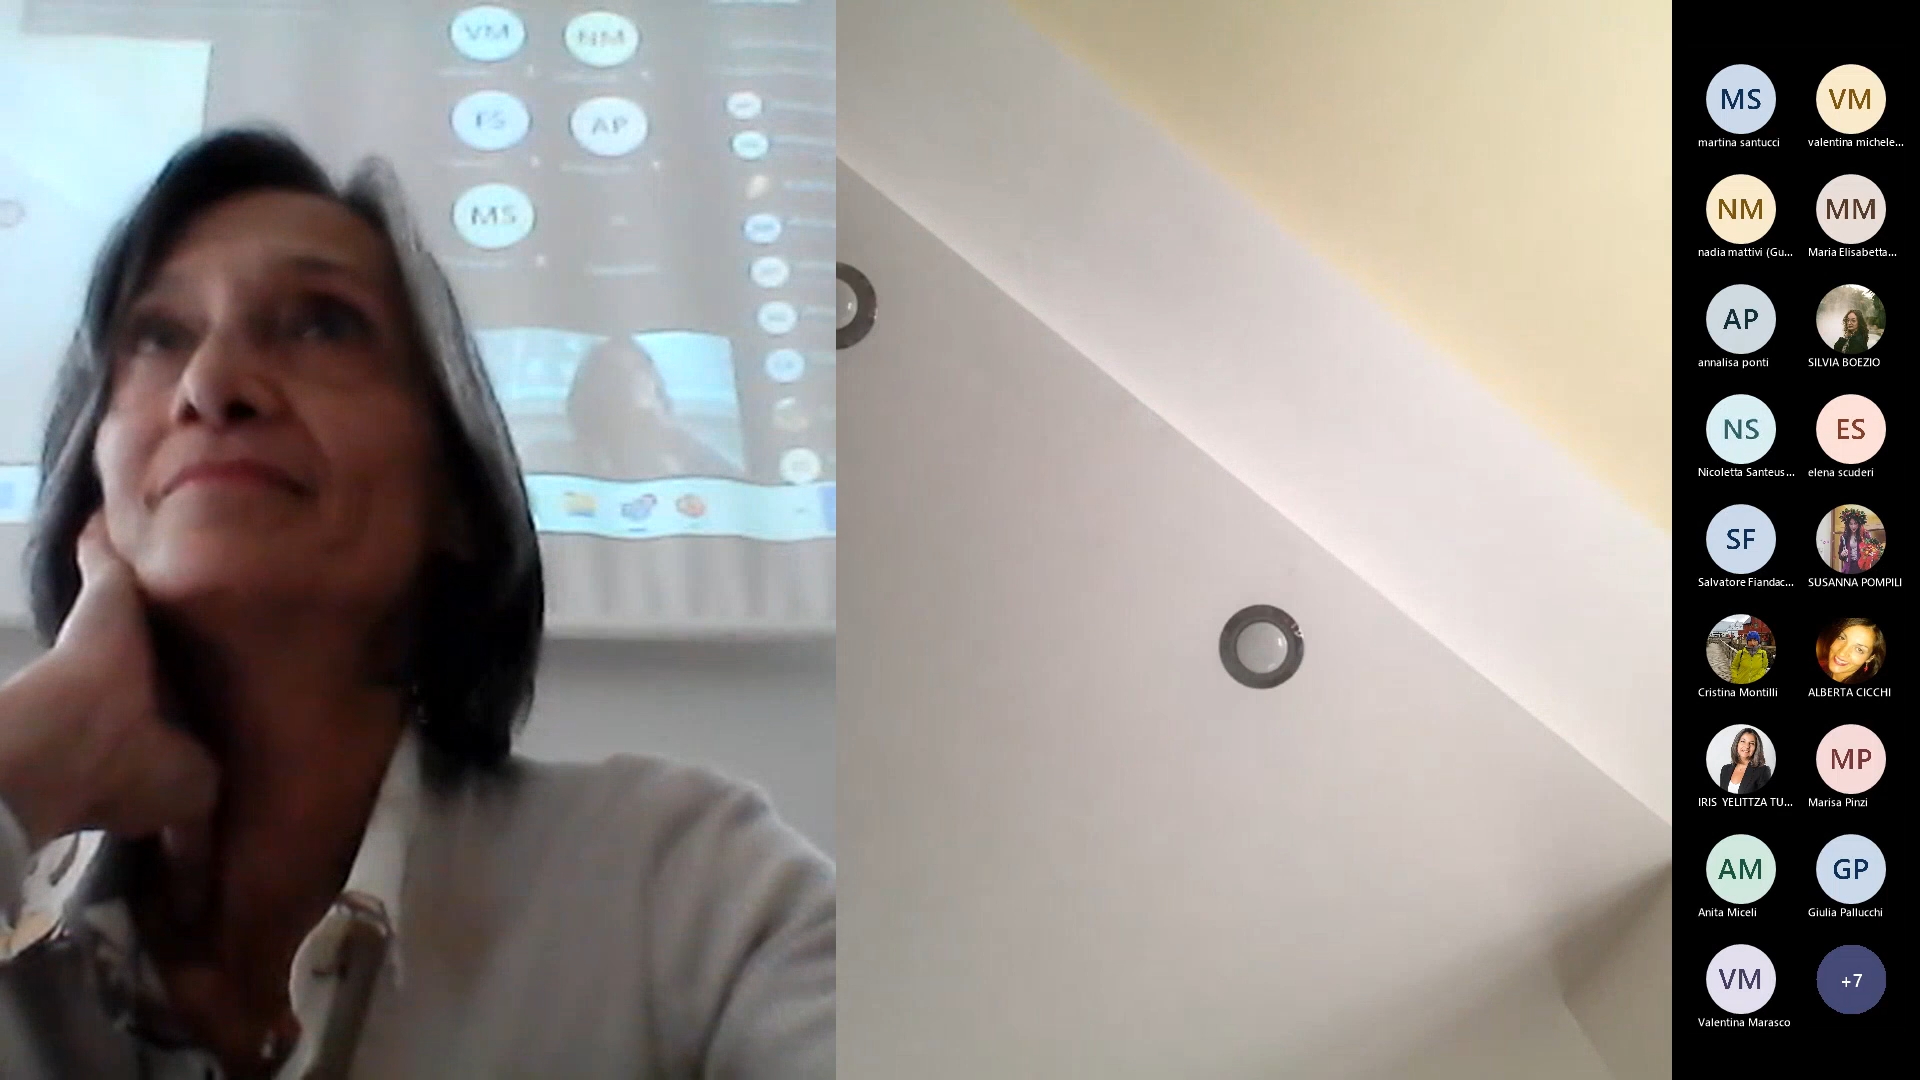 VM
NM
FS
AP
MS
MS
VM
martina santucci
valentina michele...
NM
MM
nadia mattivi (Gu...
Maria Elisabetta...
AP
annalisa ponti
SILVIA BOEZIO
NS
ES
Nicoletta Santeus...
elena scuderi
SF
Salvatore Fiandac...
SUSANNA POMPILI
Cristina Montilli
ALBERTA CICCHI
MP
IRIS YELITTZA TU...
Marisa Pinzi
AM
GP
Anita Miceli
Giulia Pallucchi
VM
+7
Valentina Marasco